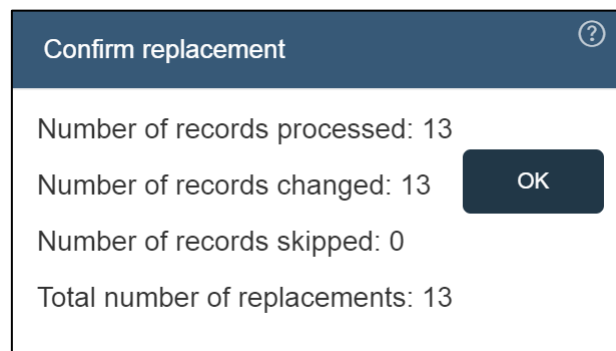 Confirm replacement
?
Number of records processed: 13
Number of records changed: 13
OK
Number of records skipped: 0
Total number of replacements: 13